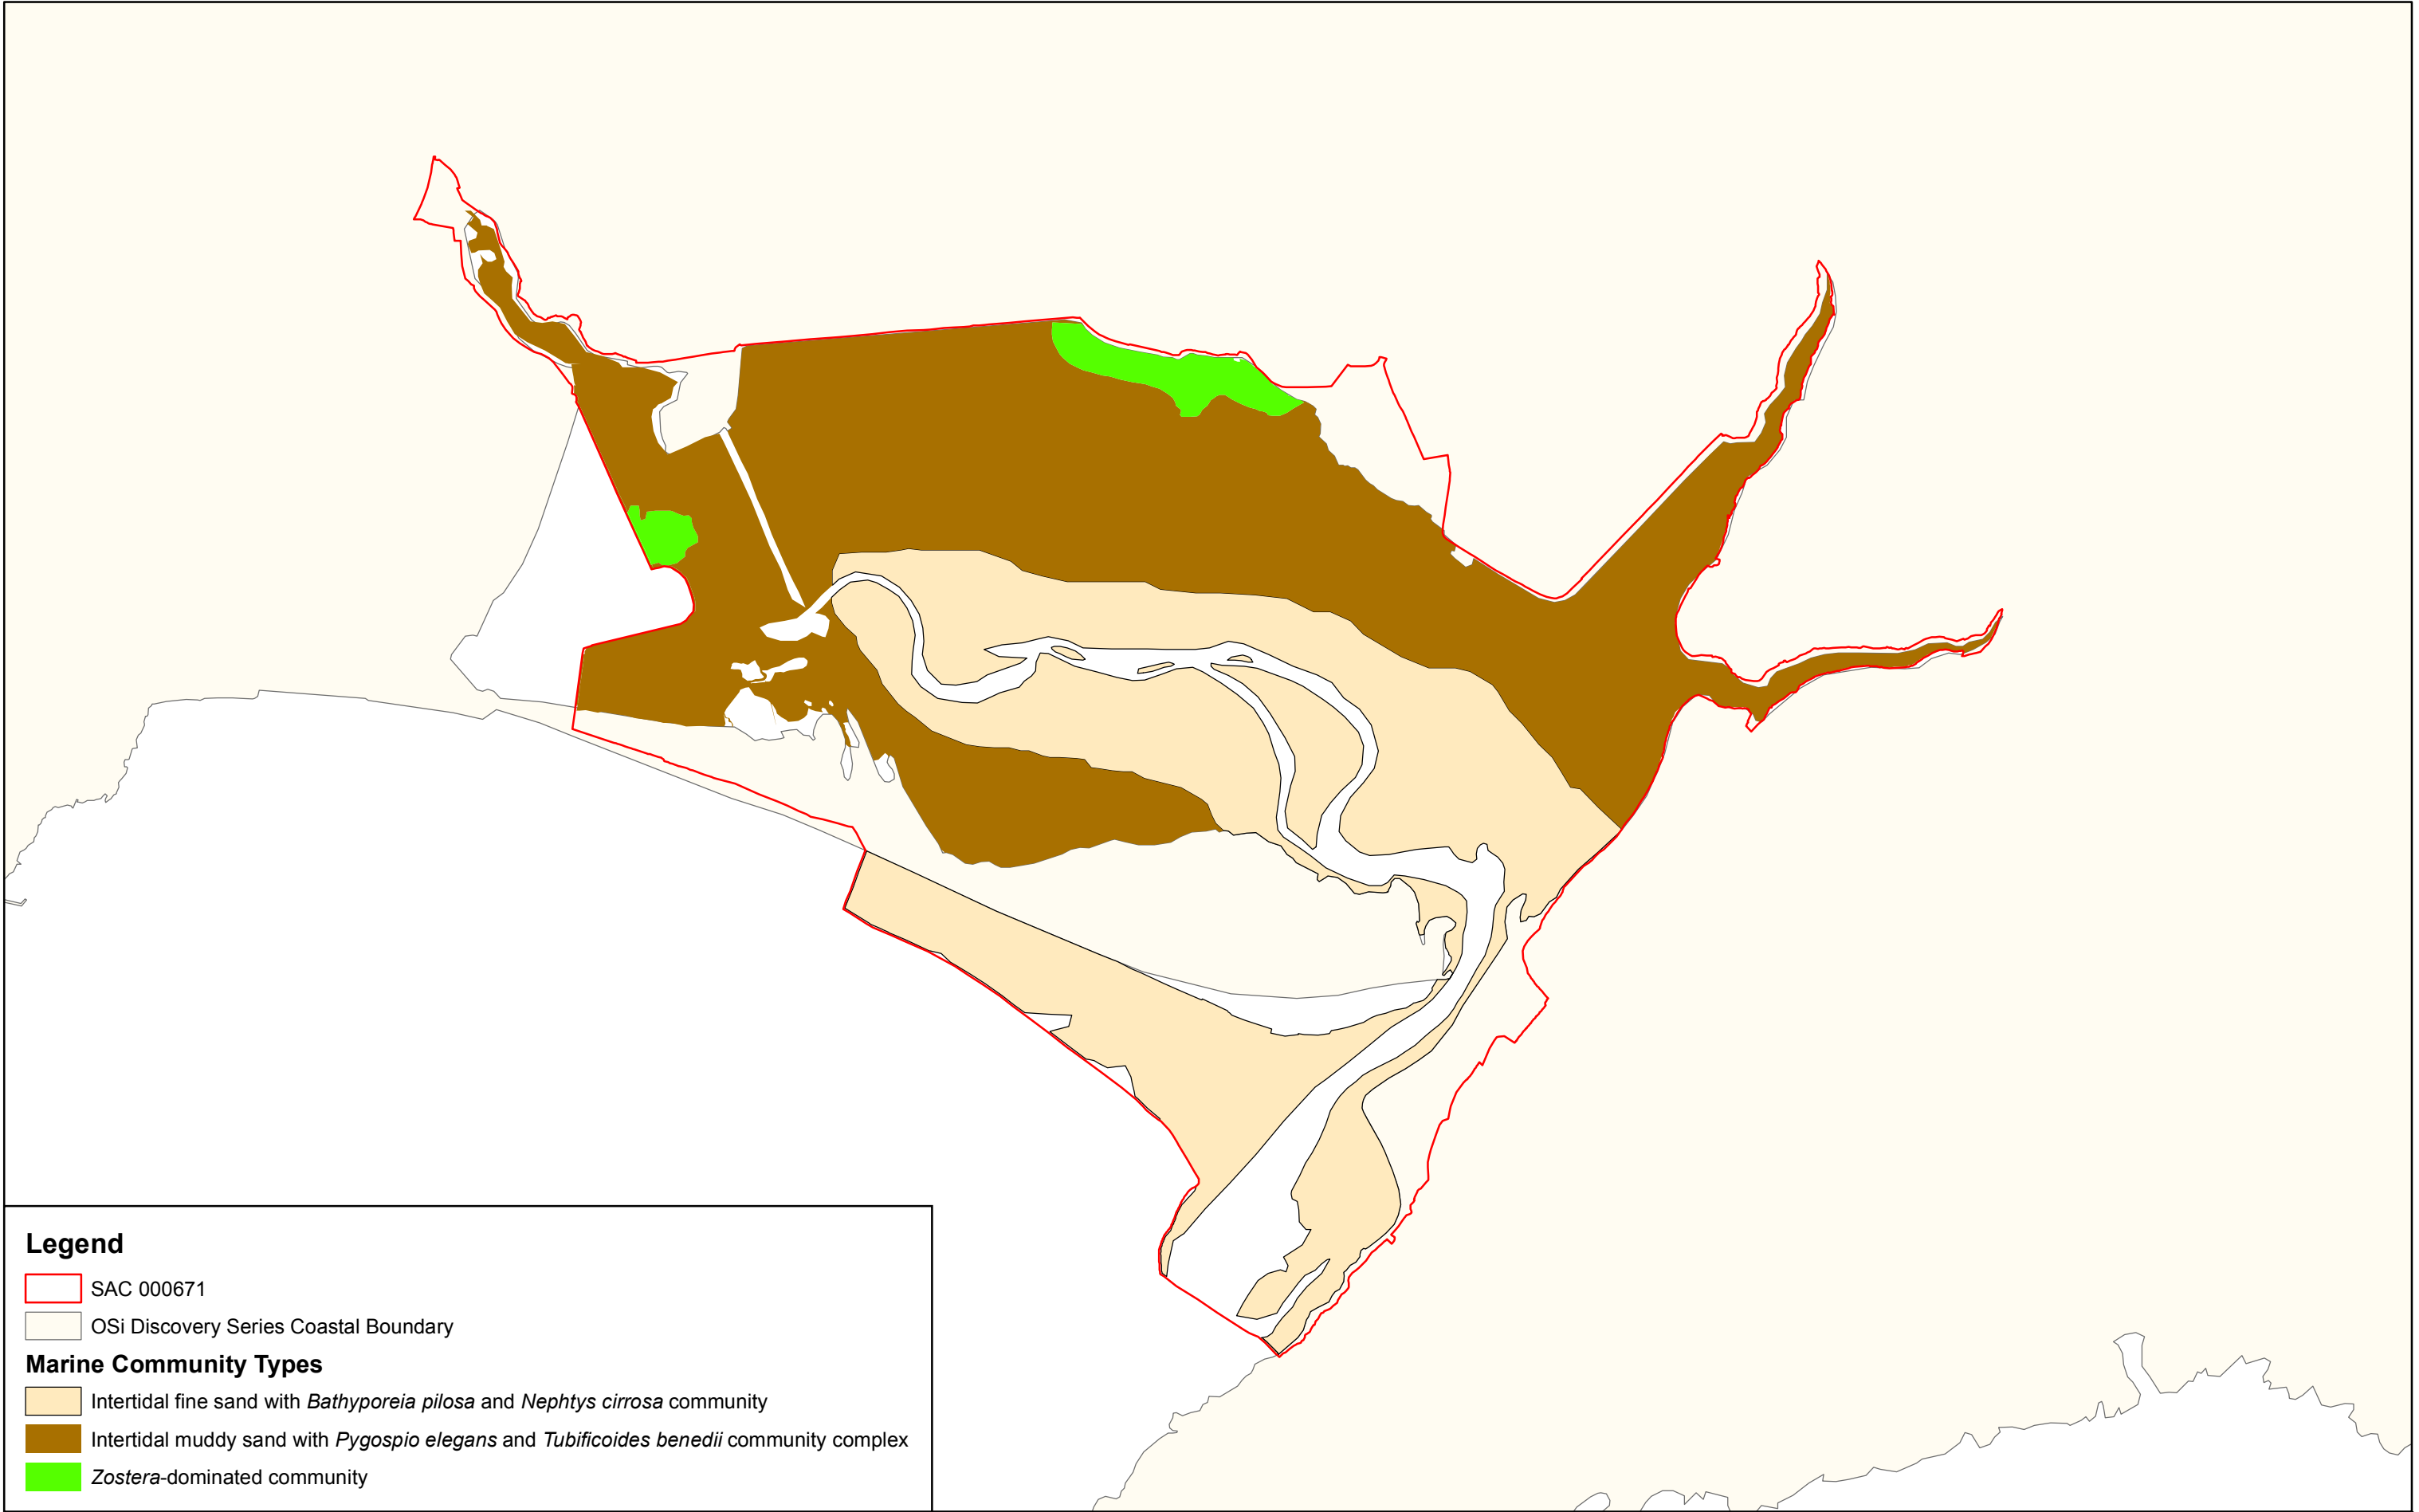 Legend
SAC 000671
OSi Discovery Series Coastal Boundary
Marine Community Types
Intertidal fine sand with Bathyporeia pilosa and Nephtys cirrosa community
Intertidal muddy sand with Pygospio elegans and Tubificoides benedii community complex
Zostera-dominated community